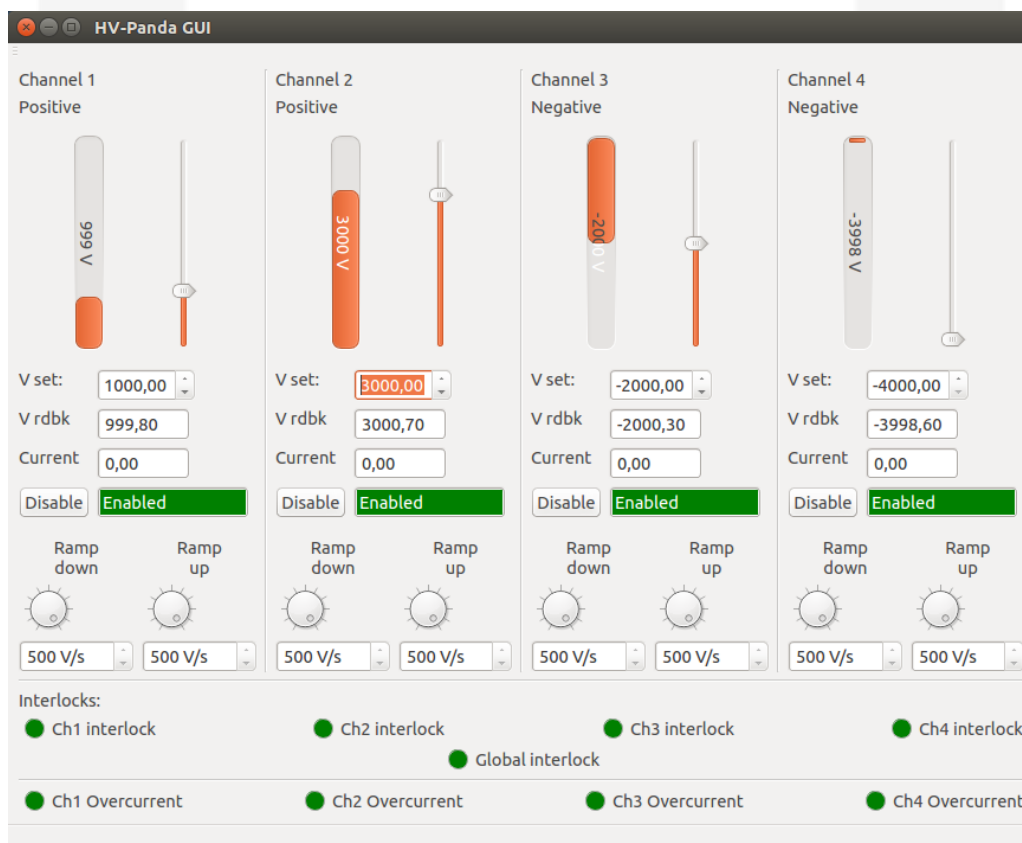 HV-Panda GUI
Channel 1 Channel 2 Channel 3 Channel 4
Positive Positive Negative Negative
999 V 3000 V -2000 V -3998 V
V set: 1000,00 V set: 3000,00 V set: -2000,00 V set: -4000,00
V rdbk 999,80 V rdbk 3000,70 V rdbk -2000,30 V rdbk -3998,60
Current 0,00 Current 0,00 Current 0,00 Current 0,00
Disable Enabled Disable Enabled Disable Enabled Disable Enabled
Ramp Ramp Ramp Ramp Ramp Ramp Ramp Ramp
down up down up down up down up
500 V/s 500 V/s 500 V/s 500 V/s 500 V/s 500 V/s 500 V/s 500 V/s
Interlocks:
Ch1 interlock Ch2 interlock Ch3 interlock Ch4 interlock
Global interlock
Ch1 Overcurrent Ch2 Overcurrent Ch3 Overcurrent Ch4 Overcurrent